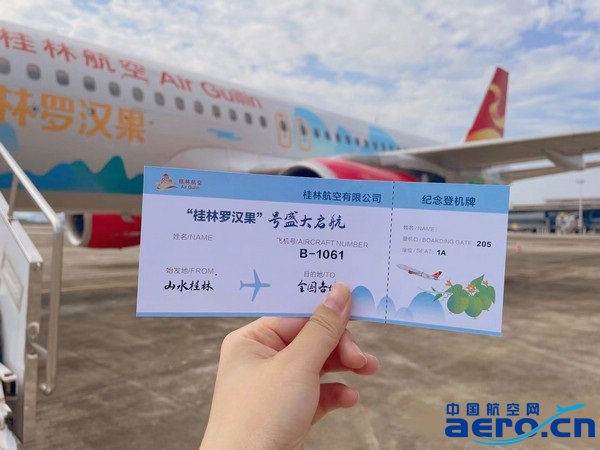 桂林航空 Air Guilin
桂林罗汉果
桂林航空
Air Guilin
桂林航空有限公司
纪念登机牌
“桂林罗汉果”号盛大启航
姓名/NAME
飞机号/AIRCRAFT NUMBER
B-1061
姓名/NAME:
登机口/BOARDING GATE: 205
座位/SEAT: 1A
始发地/FROM:
山水桂林
目的地/TO
全国各
中国航空网
aero.cn